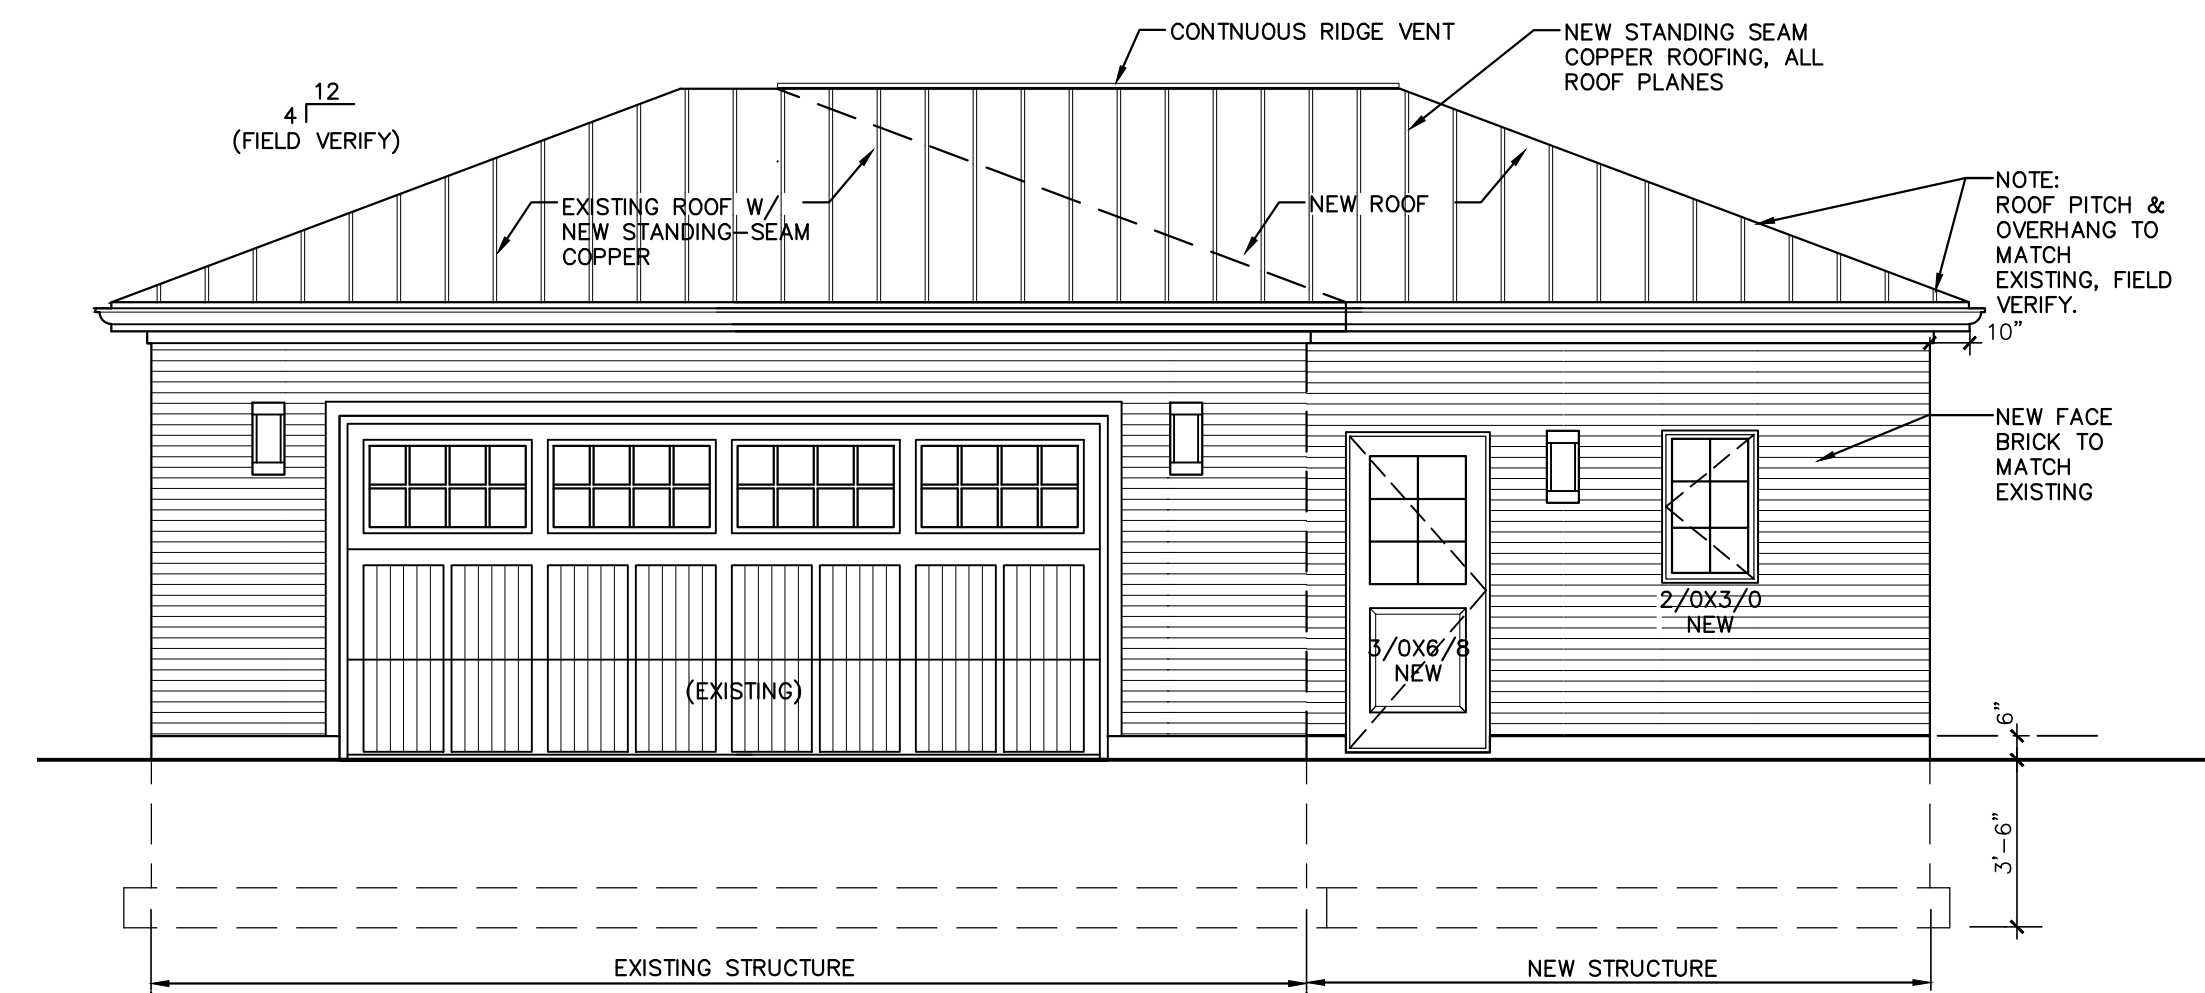 CONTNUOUS RIDGE VENT
NEW STANDING SEAM
COPPER ROOFING, ALL
ROOF PLANES
12
4
(FIELD VERIFY)
EXISTING ROOF W/
NEW STANDING-SEAM
COPPER
NEW ROOF
NOTE:
ROOF PITCH &
OVERHANG TO
MATCH
EXISTING, FIELD
VERIFY.
10"
NEW FACE
BRICK TO
MATCH
EXISTING
2/0X3/0
NEW
3/0X6/8
NEW
(EXISTING)
6"
3'-6"
EXISTING STRUCTURE
NEW STRUCTURE